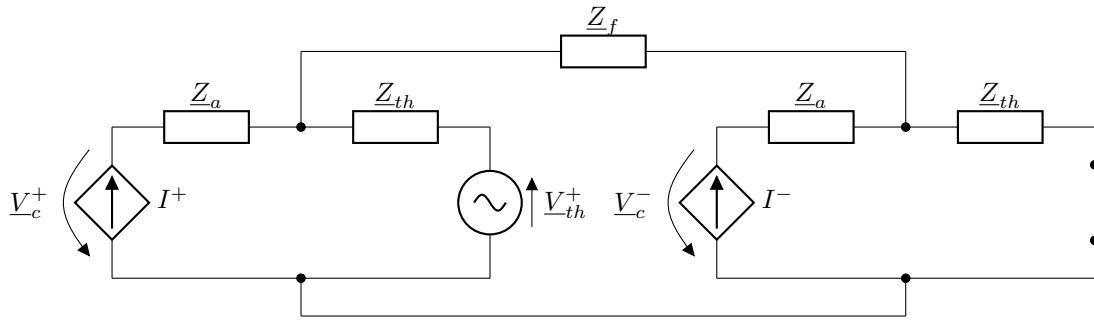 Z_f
Z_a
Z_th
Z_a
Z_th
V_c^+
I^+
V_th^+
V_c^-
I^-